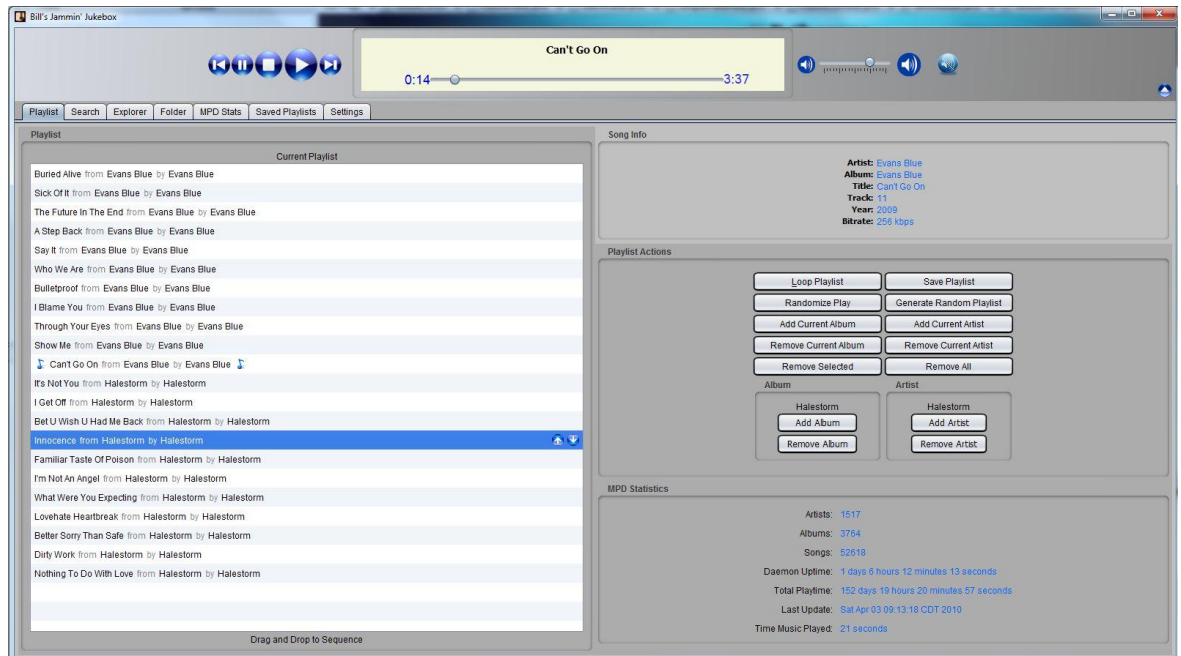 Bill's Jammin' Jukebox
Can't Go On
0:14 3:37
Playlist Search Explorer Folder MPD Stats Saved Playlists Settings
Playlist
Current Playlist
Buried Alive from Evans Blue by Evans Blue
Sick Of It from Evans Blue by Evans Blue
The Future In The End from Evans Blue by Evans Blue
A Step Back from Evans Blue by Evans Blue
Say It from Evans Blue by Evans Blue
Who We Are from Evans Blue by Evans Blue
Bulletproof from Evans Blue by Evans Blue
I Blame You from Evans Blue by Evans Blue
Through Your Eyes from Evans Blue by Evans Blue
Show Me from Evans Blue by Evans Blue
Can't Go On from Evans Blue by Evans Blue
It's Not You from Halestorm by Halestorm
I Get Off from Halestorm by Halestorm
Bet U Wish U Had Me Back from Halestorm by Halestorm
Innocence from Halestorm by Halestorm
Familiar Taste Of Poison from Halestorm by Halestorm
I'm Not An Angel from Halestorm by Halestorm
What Were You Expecting from Halestorm by Halestorm
Lovehate Heartbreak from Halestorm by Halestorm
Better Sorry Than Safe from Halestorm by Halestorm
Dirty Work from Halestorm by Halestorm
Nothing To Do With Love from Halestorm by Halestorm
Drag and Drop to Sequence
Song Info
Artist: Evans Blue
Album: Evans Blue
Title: Can't Go On
Track: 11
Year: 2009
Bitrate: 256 kbps
Playlist Actions
Loop Playlist Save Playlist
Randomize Play Generate Random Playlist
Add Current Album Add Current Artist
Remove Current Album Remove Current Artist
Remove Selected Remove All
Album Artist
Halestorm Halestorm
Add Album Add Artist
Remove Album Remove Artist
MPD Statistics
Artists: 1517
Albums: 3764
Songs: 52618
Daemon Uptime: 1 days 6 hours 12 minutes 13 seconds
Total Playtime: 152 days 19 hours 20 minutes 57 seconds
Last Update: Sat Apr 03 09:13:18 CDT 2010
Time Music Played: 21 seconds